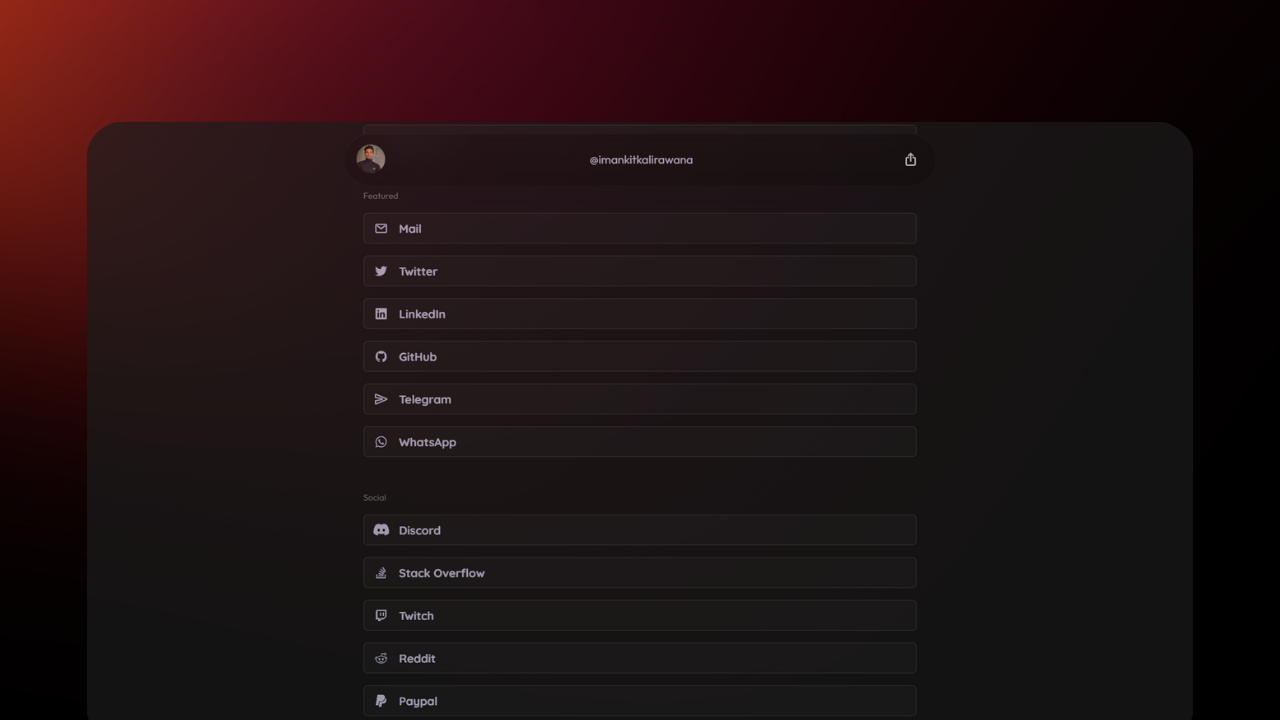 @imankitkalirawana
Featured
Mail
Twitter
LinkedIn
GitHub
Telegram
WhatsApp
Social
Discord
Stack Overflow
Twitch
Reddit
Paypal